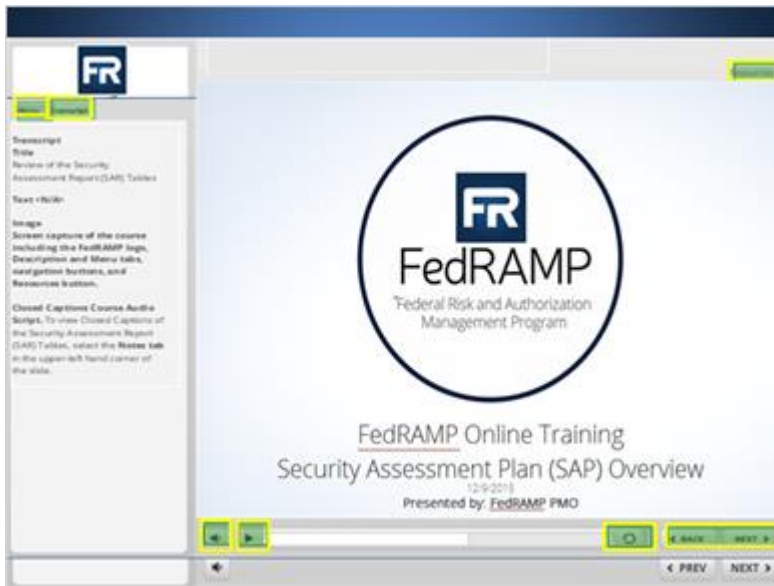 FR
Transcript
Transcript
Title
Review of the Security
Assessment Report (SAR) Tables
Text <N/A>
Image
Screen capture of the course
including the FedRAMP logo,
Description and Menu tabs,
navigation buttons, and
Resources button.
Closed Captions Course Audio
Script. To view Closed Captions of
the Security Assessment Report
(SAR) Tables, select the Notes tab
in the upper-left hand corner of
the slide.
FR
FedRAMP
Federal Risk and Authorization
Management Program
FedRAMP Online Training
Security Assessment Plan (SAP) Overview
12/9/2015
Presented by: FedRAMP PMO
BACK NEXT
PREV NEXT